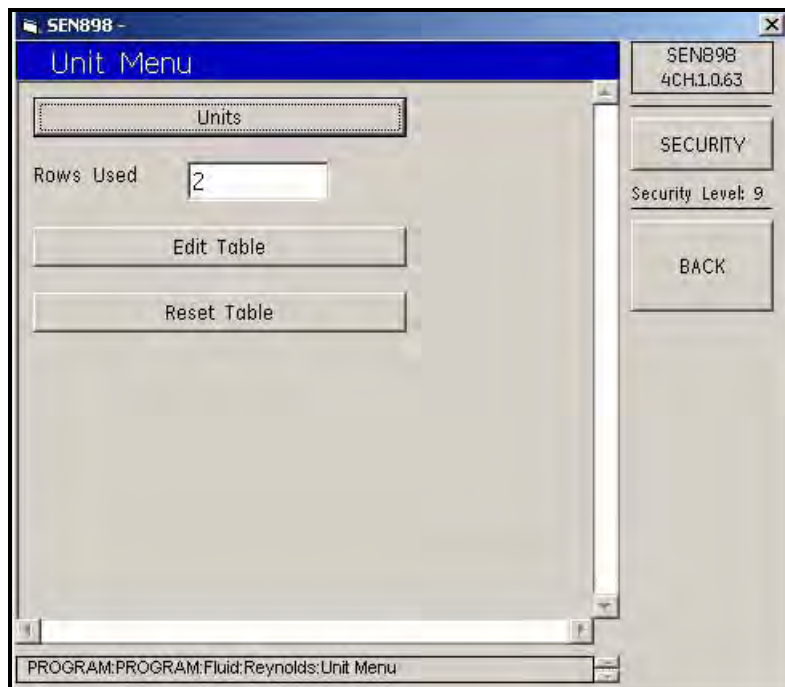 SEN898 -
Unit Menu
Units
Rows Used 2
Edit Table
Reset Table
SEN898
4CH.1.0.63
SECURITY
Security Level: 9
BACK
PROGRAM:PROGRAM:Fluid:Reynolds:Unit Menu